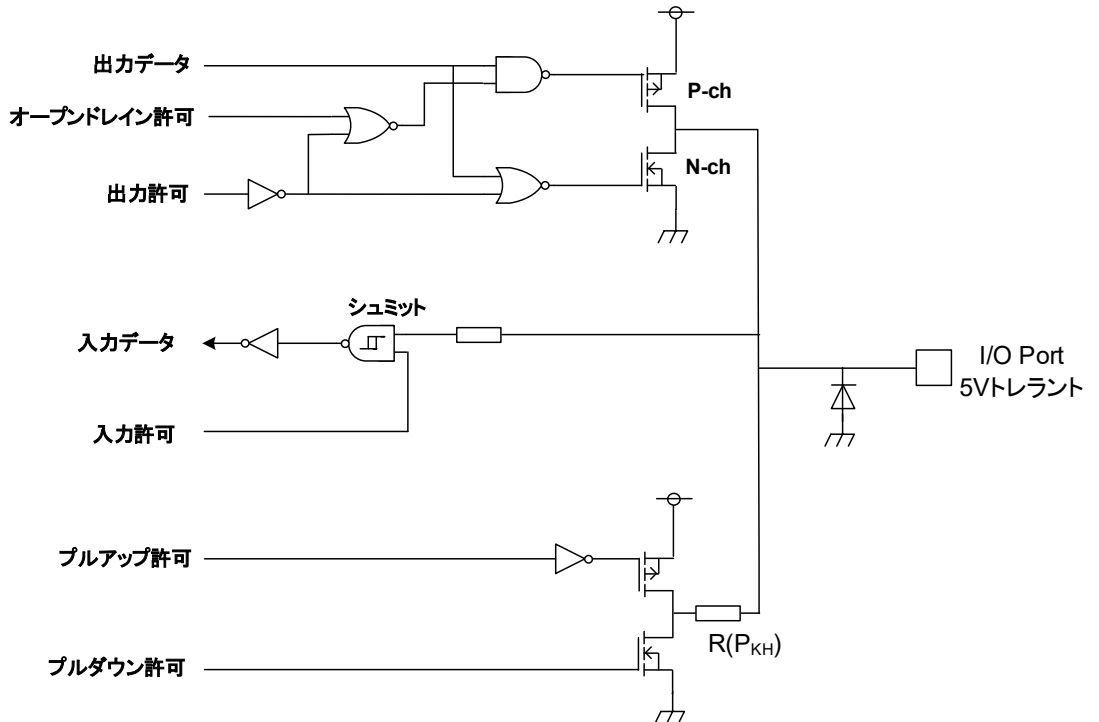 出力データ
オープンドレイン許可
出力許可
P-ch
N-ch
シュミット
入力データ
入力許可
I/O Port
5Vトレラント
プルアップ許可
プルダウン許可
R(PKH)